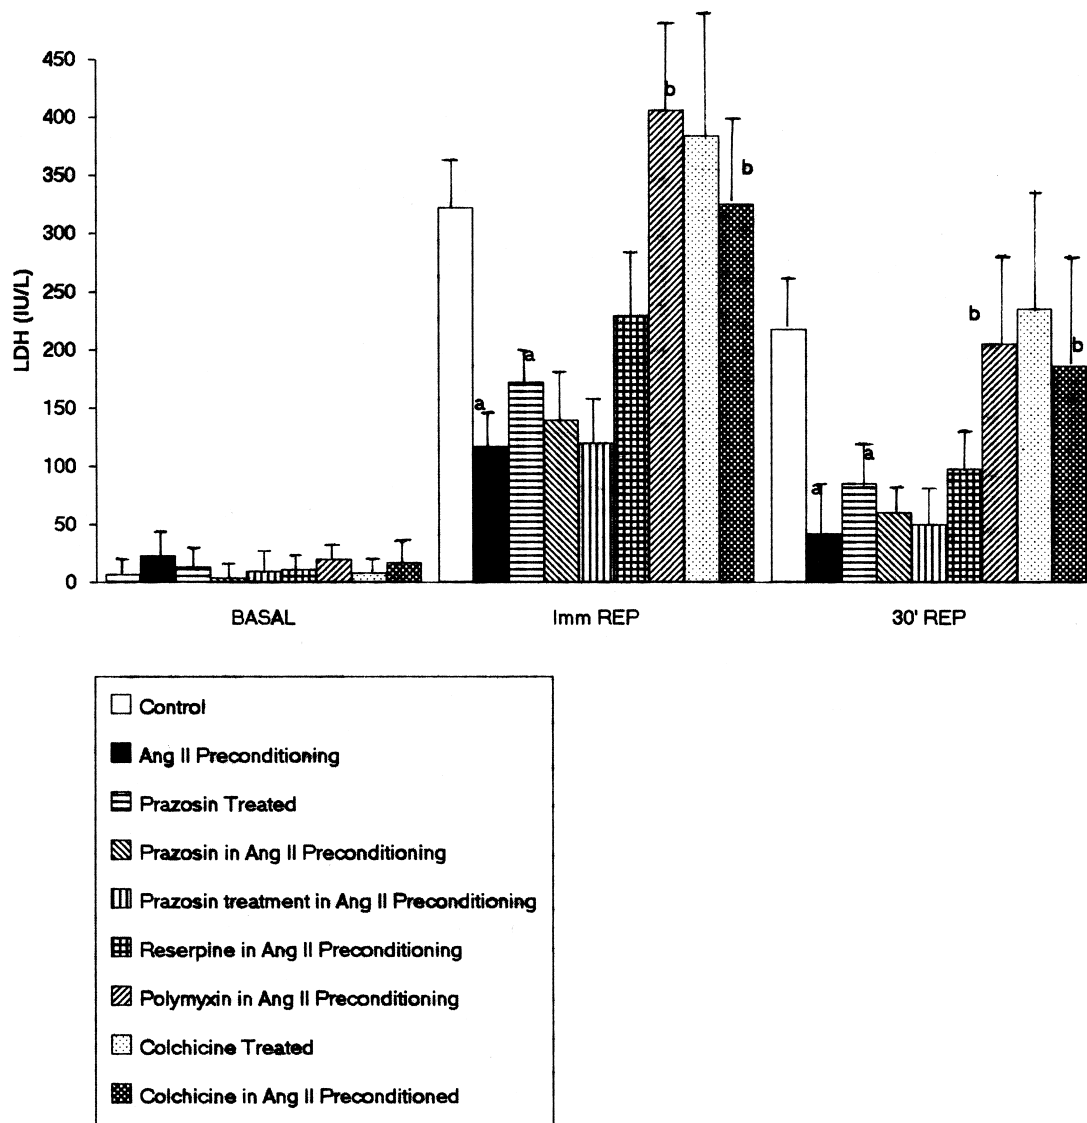 450
400
350
300
250
200
150
100
50
0
LDH (IU/L)
a
a
b
b
a
a
b
b
BASAL
Imm REP
30' REP
Control
Ang II Preconditioning
Prazosin Treated
Prazosin in Ang II Preconditioning
Prazosin treatment in Ang II Preconditioning
Reserpine in Ang II Preconditioning
Polymyxin in Ang II Preconditioning
Colchicine Treated
Colchicine in Ang II Preconditioned